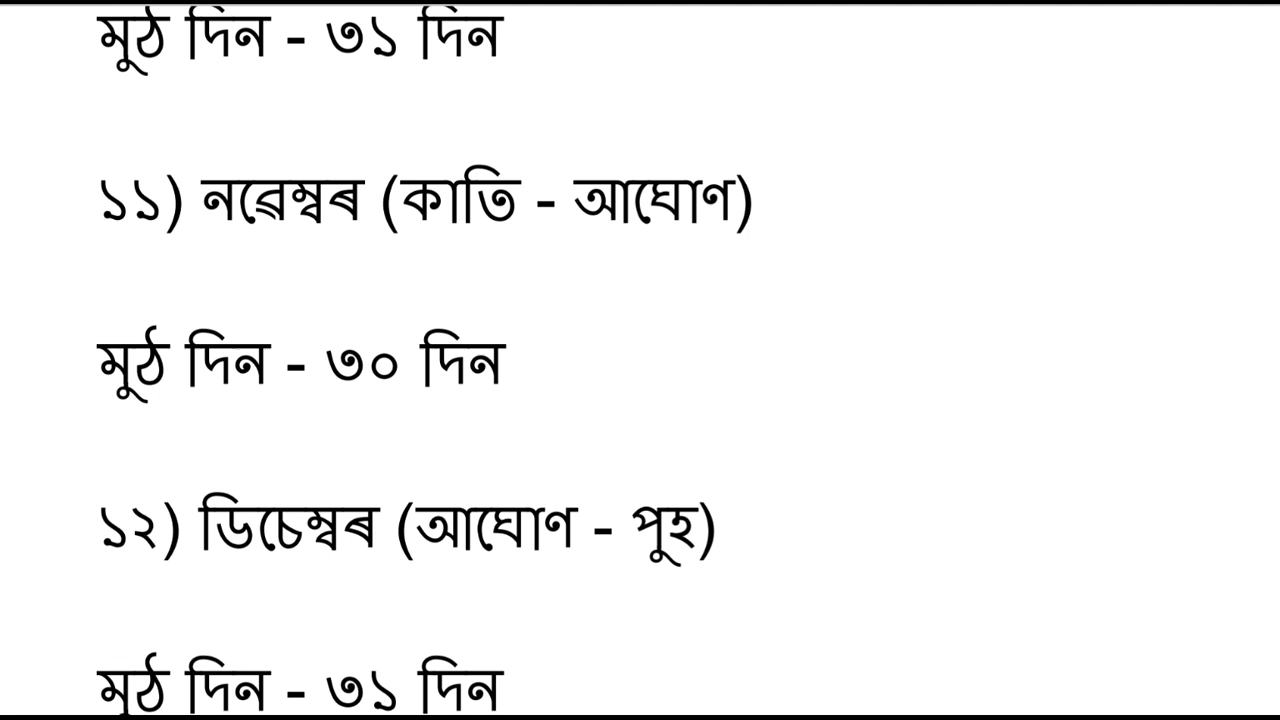 মুঠ দিন - ৩১ দিন
১১) নৱেম্বৰ (কাতি - আঘোণ)
মুঠ দিন - ৩০ দিন
১২) ডিচেম্বৰ (আঘোণ - পুহ)
মুঠ দিন - ৩১ দিন